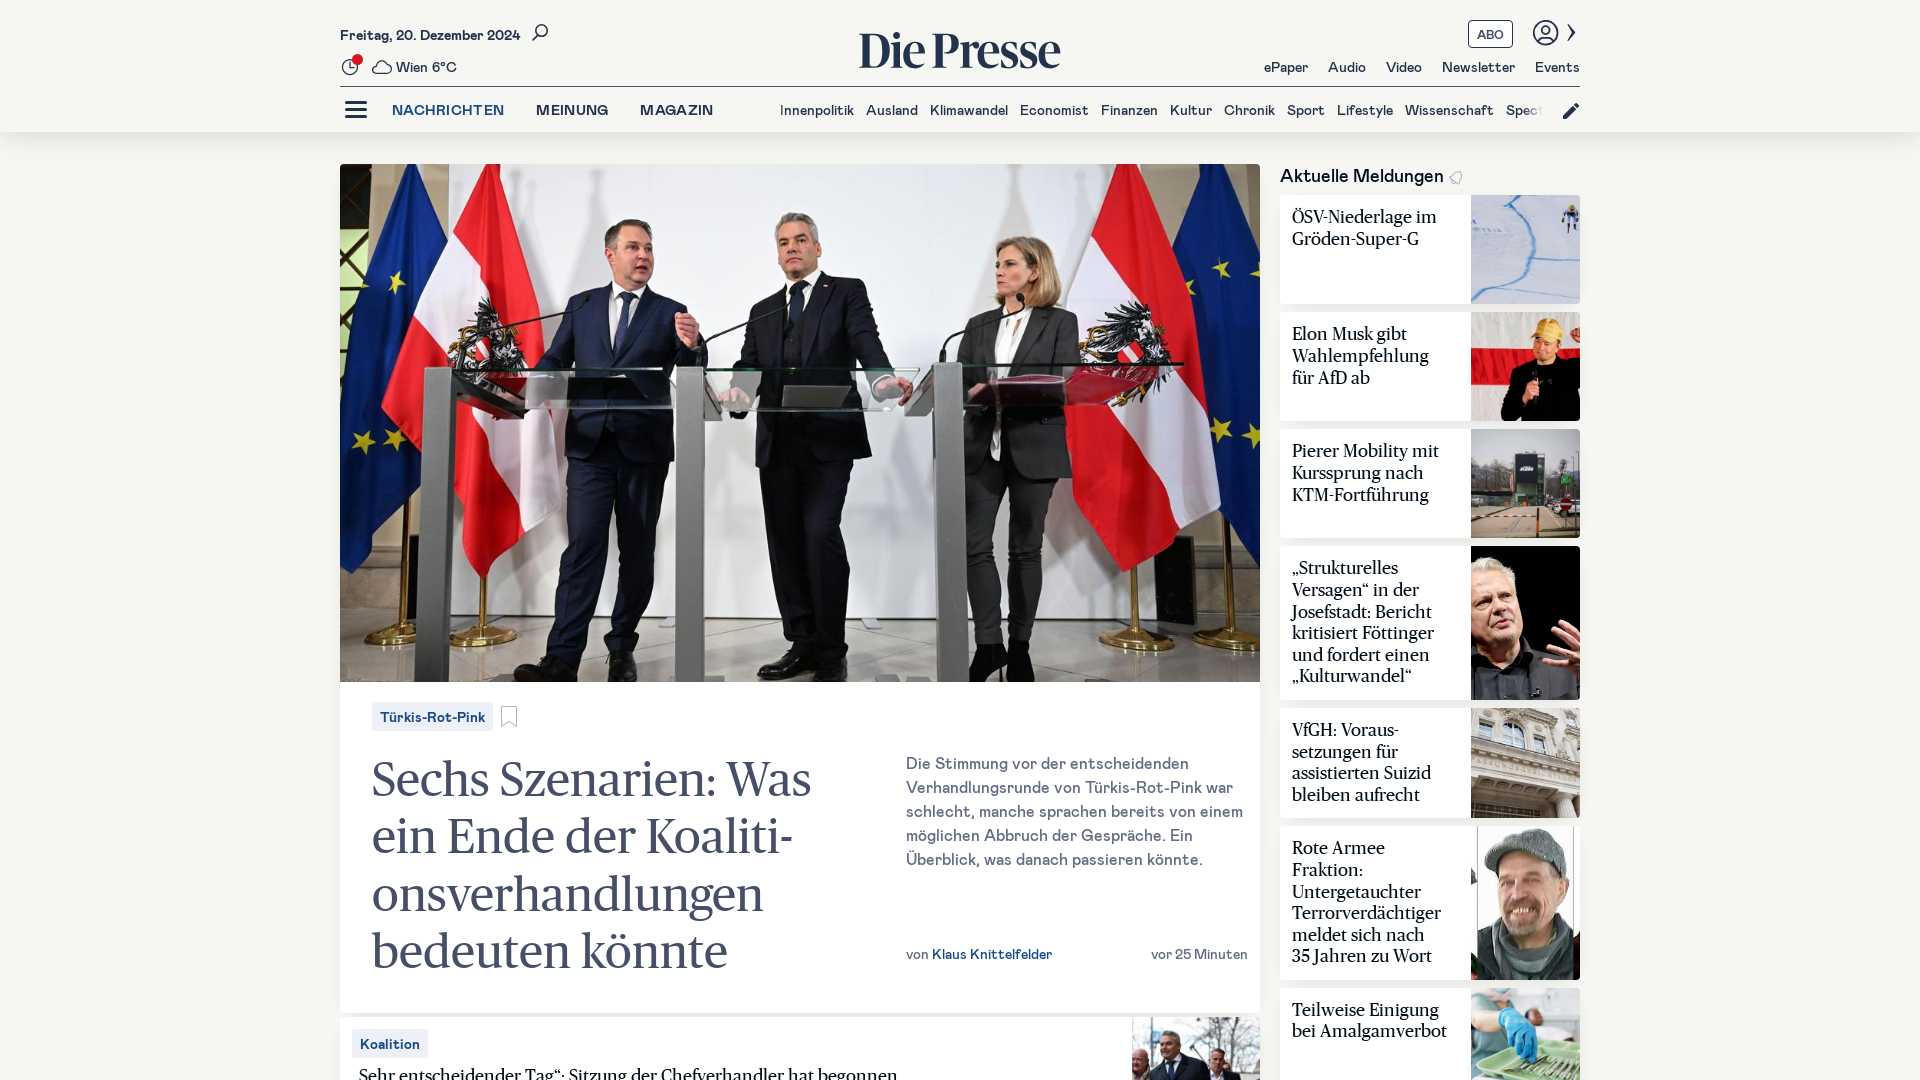 Freitag, 20. Dezember 2024
Wien 6°C
Die Presse
ABO
ePaper Audio Video Newsletter Events
NACHRICHTEN MEINUNG MAGAZIN
Innenpolitik Ausland Klimawandel Economist Finanzen Kultur Chronik Sport Lifestyle Wissenschaft Spect
Türkis-Rot-Pink
Sechs Szenarien: Was
ein Ende der Koaliti-
onsverhandlungen
bedeuten könnte
Die Stimmung vor der entscheidenden
Verhandlungsrunde von Türkis-Rot-Pink war
schlecht, manche sprachen bereits von einem
möglichen Abbruch der Gespräche. Ein
Überblick, was danach passieren könnte.
von Klaus Knittelfelder vor 25 Minuten
Koalition
Sehr entscheidender Tag“: Sitzung der Chefverhandler hat begonnen
Aktuelle Meldungen
ÖSV-Niederlage im
Gröden-Super-G
Elon Musk gibt
Wahlempfehlung
für AfD ab
Pierer Mobility mit
Kurssprung nach
KTM-Fortführung
„Strukturelles
Versagen“ in der
Josefstadt: Bericht
kritisiert Föttinger
und fordert einen
„Kulturwandel“
VfGH: Voraus-
setzungen für
assistierten Suizid
bleiben aufrecht
Rote Armee
Fraktion:
Untergetauchter
Terrorverdächtiger
meldet sich nach
35 Jahren zu Wort
Teilweise Einigung
bei Amalgamverbot